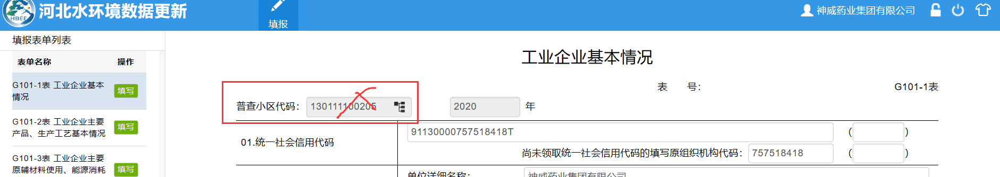 HBEE
河北水环境数据更新
填报
神威药业集团有限公司
填报表单列表
表单名称 操作
工业企业基本情况
G101-1表 工业企业基本
情况
填写
表 号：
G101-1表
普查小区代码： 130111100205
2020 年
G101-2表 工业企业主要
产品、生产工艺基本情况
填写
01.统一社会信用代码
91130000757518418T
( )
尚未领取统一社会信用代码的填写原组织机构代码： 757518418
( )
G101-3表 工业企业主要
原辅材料使用、能源消耗
填写
单位详细名称：
神威药业集团有限公司